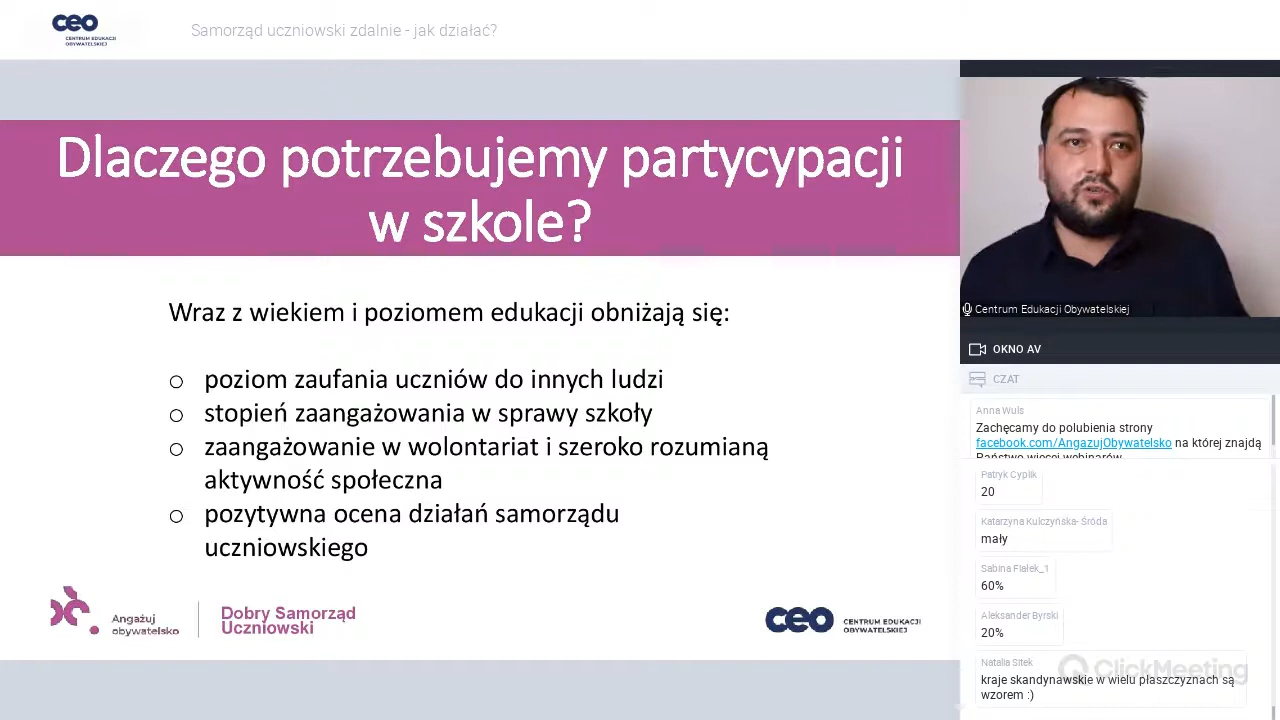 ceo
CENTRUM EDUKACJI
OBYWATELSKIEJ
Samorząd uczniowski zdalnie - jak działać?
Dlaczego potrzebujemy partycypacji
w szkole?
Wraz z wiekiem i poziomem edukacji obniżają się:
o poziom zaufania uczniów do innych ludzi
o stopień zaangażowania w sprawy szkoły
o zaangażowanie w wolontariat i szeroko rozumianą
aktywność społeczna
o pozytywna ocena działań samorządu
uczniowskiego
Angażuj
obywatelsko
Dobry Samorząd
Uczniowski
ceo
CENTRUM EDUKACJI
OBYWATELSKIEJ
Centrum Edukacji Obywatelskiej
OKNO AV
CZAT
Anna Wuls
Zachęcamy do polubienia strony
facebook.com/AngazujObywatelsko na której znajdą
Państwo więcej webinarów
Patryk Cyplik
20
Katarzyna Kulczyńska- Środa
mały
Sabina Fiałek_1
60%
Aleksander Byrski
20%
Natalia Sitek
kraje skandynawskie w wielu płaszczyznach są
wzorem :)
ClickMeeting